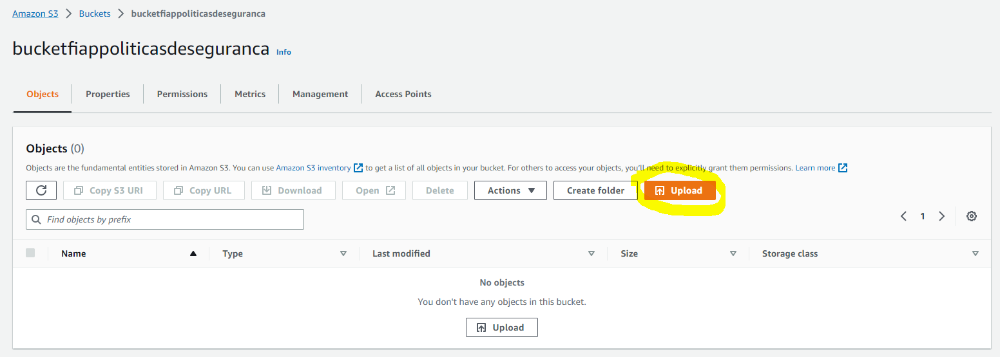 Amazon S3 > Buckets > bucketfiappoliticasdeseguranca
bucketfiappoliticasdeseguranca Info
Objects Properties Permissions Metrics Management Access Points
Objects (0)
Objects are the fundamental entities stored in Amazon S3. You can use Amazon S3 inventory to get a list of all objects in your bucket. For others to access your objects, you'll need to explicitly grant them permissions. Learn more
Copy S3 URI Copy URL Download Open Delete Actions Create folder Upload
Find objects by prefix
1
Name Type Last modified Size Storage class
No objects
You don't have any objects in this bucket.
Upload